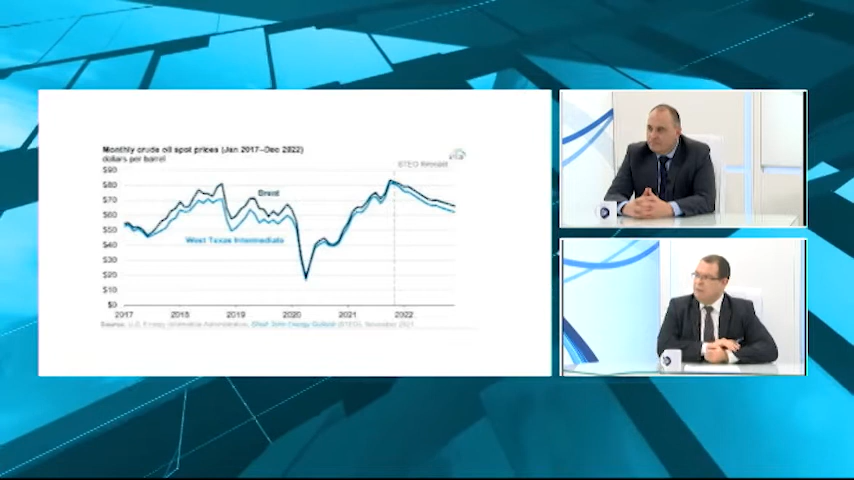 Monthly crude oil spot prices (Jan 2017–Dec 2022)
dollars per barrel
$90
STEO forecast
$80
Brent
$70
$60
West Texas Intermediate
$50
$40
$30
$20
$10
$0
2017 2018 2019 2020 2021 2022
Source: U.S. Energy Information Administration, Short-Term Energy Outlook (STEO), November 2021